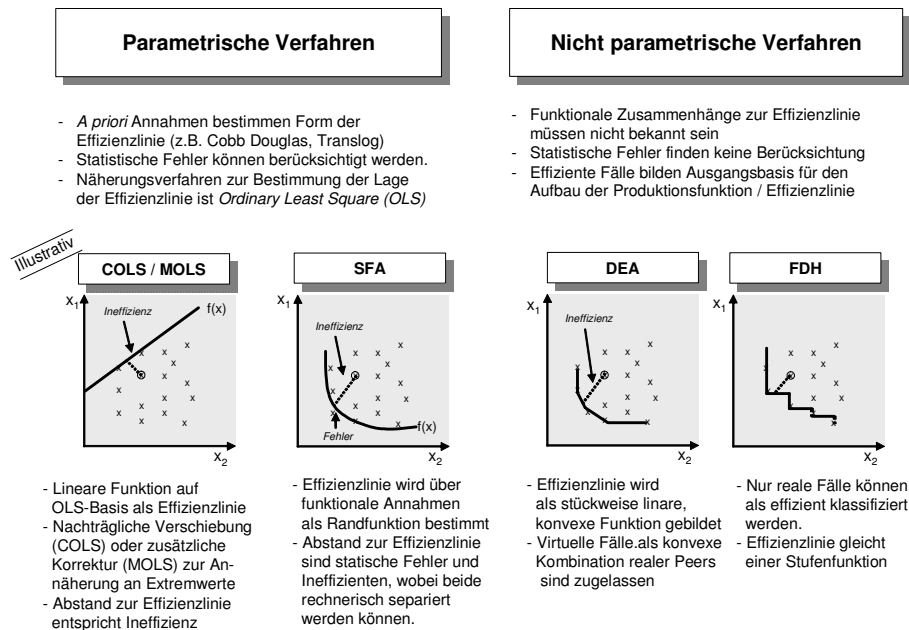 Parametrische Verfahren
- A priori Annahmen bestimmen Form der
Effizienzlinie (z.B. Cobb Douglas, Translog)
- Statistische Fehler können berücksichtigt werden.
- Näherungsverfahren zur Bestimmung der Lage
der Effizienzlinie ist Ordinary Least Square (OLS)
Nicht parametrische Verfahren
- Funktionale Zusammenhänge zur Effizienzlinie
müssen nicht bekannt sein
- Statistische Fehler finden keine Berücksichtung
- Effiziente Fälle bilden Ausgangsbasis für den
Aufbau der Produktionsfunktion / Effizienzlinie
Illustrativ
COLS / MOLS
x₁
Ineffizienz
f(x)
x₂
- Lineare Funktion auf
OLS-Basis als Effizienzlinie
- Nachträgliche Verschiebung
(COLS) oder zusätzliche
Korrektur (MOLS) zur An-
näherung an Extremwerte
- Abstand zur Effizienzlinie
entspricht Ineffizienz
SFA
x₁
Ineffizienz
Fehler
f(x)
x₂
- Effizienzlinie wird über
funktionale Annahmen
als Randfunktion bestimmt
- Abstand zur Effizienzlinie
sind statische Fehler und
Ineffizienten, wobei beide
rechnerisch separiert
werden können.
DEA
x₁
Ineffizienz
x₂
- Effizienzlinie wird
als stückweise linare,
konvexe Funktion gebildet
- Virtuelle Fälle.als konvexe
Kombination realer Peers
sind zugelassen
FDH
x₁
x₂
- Nur reale Fälle können
als effizient klassifiziert
werden.
- Effizienzlinie gleicht
einer Stufenfunktion